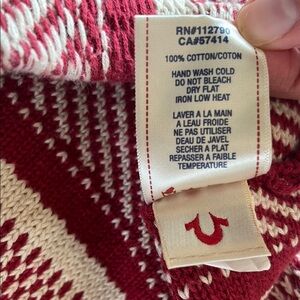 RN#112790
CA#57414
100% COTTON/COTON
HAND WASH COLD
DO NOT BLEACH
DRY FLAT
IRON LOW HEAT
LAVER A LA MAIN
A LEAU FROIDE
NE PAS UTILISER
DEAU DE JAVEL
SECHER A PLAT
REPASSER A FAIBLE
TEMPERATURE